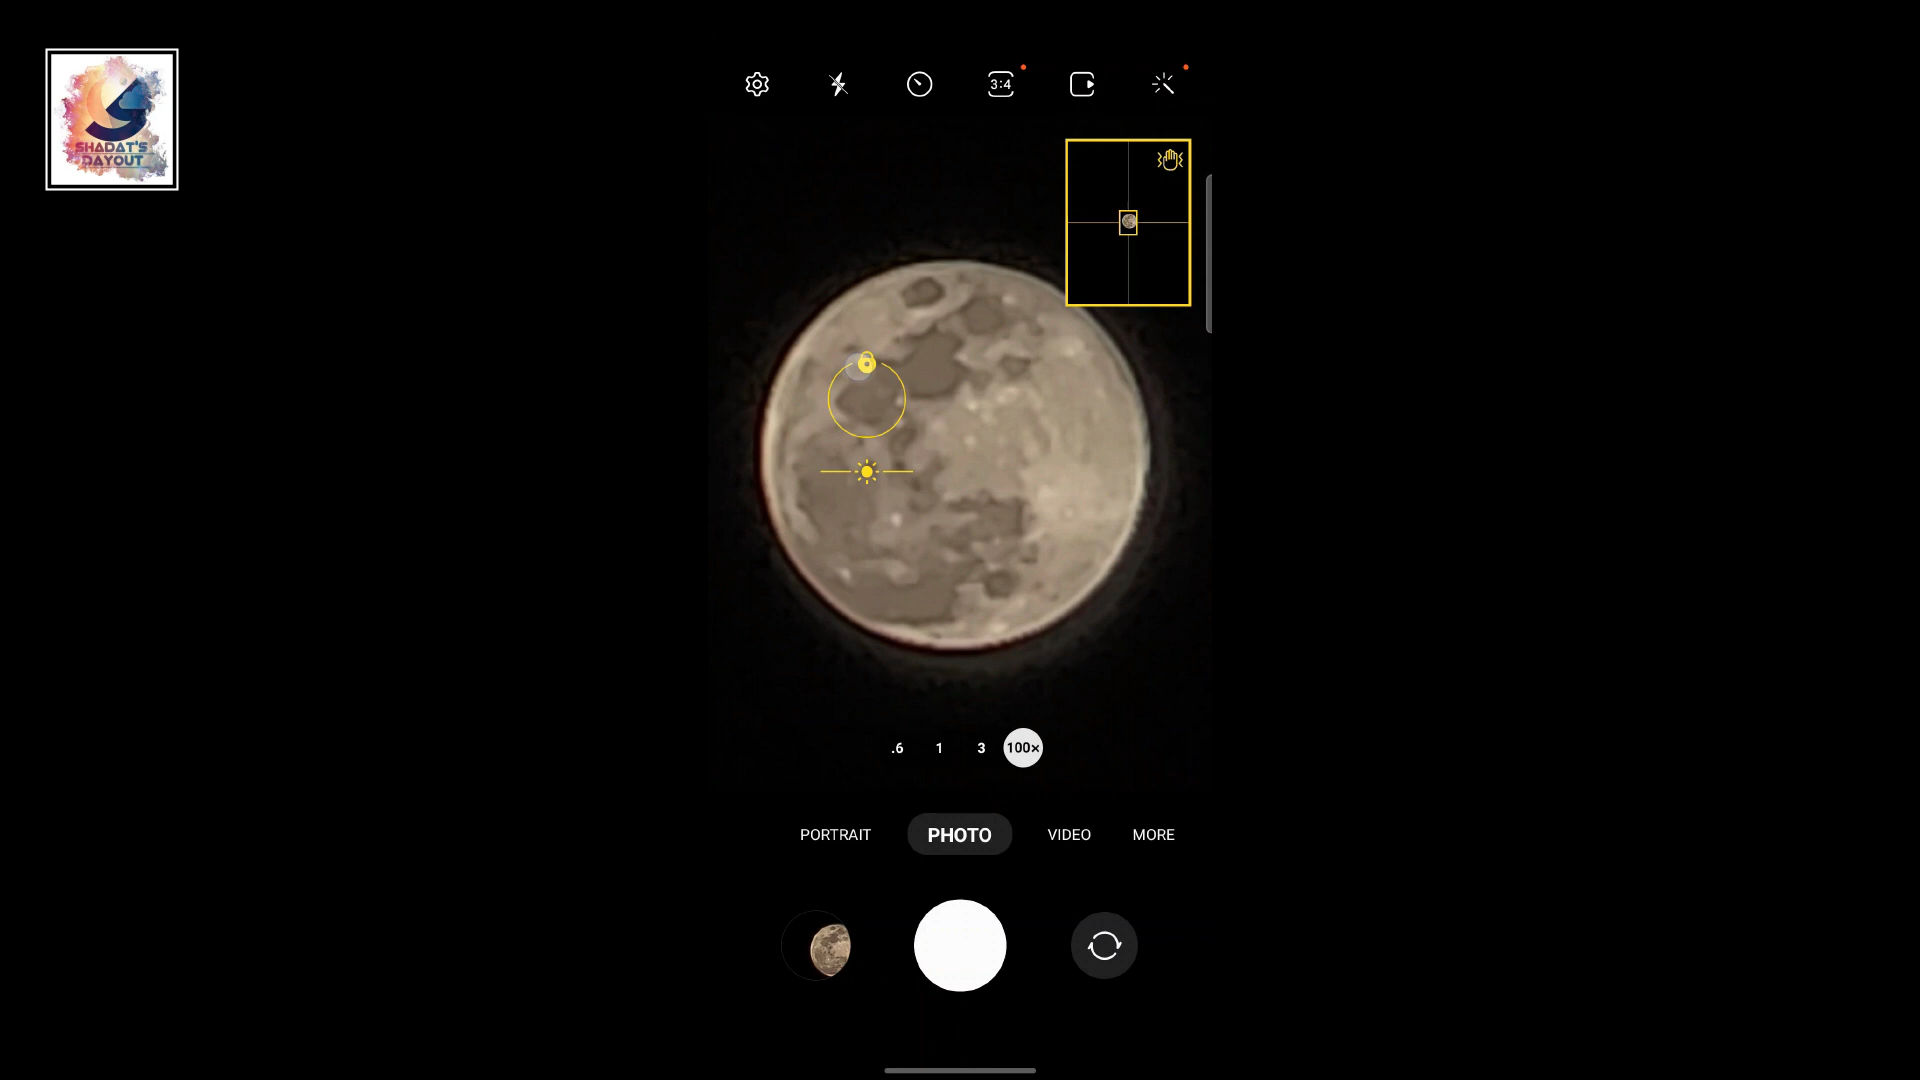 SHADAT'S
DAYOUT
3:4
.6 1 3 100×
PORTRAIT PHOTO VIDEO MORE